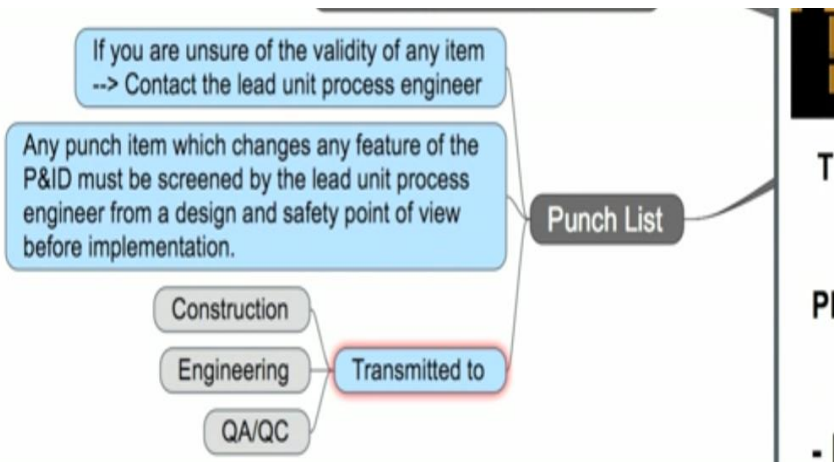 If you are unsure of the validity of any item
--> Contact the lead unit process engineer
Any punch item which changes any feature of the
P&ID must be screened by the lead unit process
engineer from a design and safety point of view
before implementation.
Punch List
Construction
Engineering
Transmitted to
QA/QC